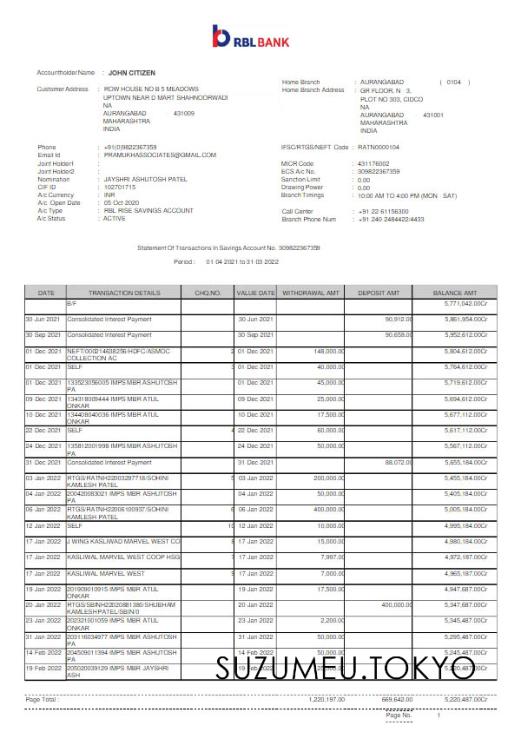 RBL BANK
Accountholder Name : JOHN CITIZEN
Customer Address : ROW HOUSE NO B 5 MEADOWS
UPTOWN NEAR D MART SHAHNOORWADI
NA
AURANGABAD 431009
MAHARASHTRA
INDIA
Home Branch : AURANGABAD ( 0104 )
Home Branch Address : GR FLOOR, N 3,
PLOT NO 303, CIDCO
NA
AURANGABAD 431001
MAHARASHTRA
INDIA
Phone : +91(0)9822367359
Email Id : PRAMUKHASSOCIATES@GMAIL.COM
Joint Holder1 :
Joint Holder2 :
Nomination : JAYSHRI ASHUTOSH PATEL
CIF ID : 102701715
A/c Currency : INR
A/c Open Date : 05 Oct 2020
A/c Type : RBL RISE SAVINGS ACCOUNT
A/c Status : ACTIVE
IFSC/RTGS/NEFT Code : RATN0000104
MICR Code : 431176002
ECS A/c No. : 309822367359
Sanction Limit : 0.00
Drawing Power : 0.00
Branch Timings : 10:00 AM TO 4:00 PM (MON - SAT)
Call Center : +91 22 61156300
Branch Phone Num : +91 240 2484422/4433
Statement Of Transactions In Savings Account No. 309822367359
Period : 01 04 2021 to 31 03 2022
DATE TRANSACTION DETAILS CHQ.NO. VALUE DATE WITHDRAWAL AMT DEPOSIT AMT BALANCE AMT
B/F 5,771,042.00Cr
30 Jun 2021 Consolidated Interest Payment 30 Jun 2021 90,912.00 5,861,954.00Cr
30 Sep 2021 Consolidated Interest Payment 30 Sep 2021 90,658.00 5,952,612.00Cr
01 Dec 2021 NEFT/000214638256/HDFC/ASMOC 2 01 Dec 2021 148,000.00 5,804,612.00Cr
COLLECTION AC
01 Dec 2021 SELF 3 01 Dec 2021 40,000.00 5,764,612.00Cr
01 Dec 2021 133523056005 IMPS MBR ASHUTOSH 01 Dec 2021 45,000.00 5,719,612.00Cr
PA
09 Dec 2021 134318009444 IMPS MBR ATUL 09 Dec 2021 25,000.00 5,694,612.00Cr
ONKAR
10 Dec 2021 134408040036 IMPS MBR ATUL 10 Dec 2021 17,500.00 5,677,112.00Cr
ONKAR
22 Dec 2021 SELF 4 22 Dec 2021 60,000.00 5,617,112.00Cr
24 Dec 2021 135812001998 IMPS MBR ASHUTOSH 24 Dec 2021 50,000.00 5,567,112.00Cr
PA
31 Dec 2021 Consolidated Interest Payment 31 Dec 2021 88,072.00 5,655,184.00Cr
03 Jan 2022 RTGS/RATNH22003297718/SOHINI 5 03 Jan 2022 200,000.00 5,455,184.00Cr
KAMLESH PATEL
04 Jan 2022 200420083021 IMPS MBR ASHUTOSH 04 Jan 2022 50,000.00 5,405,184.00Cr
PA
06 Jan 2022 RTGS/RATNH22006100937/SOHINI 6 06 Jan 2022 400,000.00 5,005,184.00Cr
KAMLESH PATEL
12 Jan 2022 SELF 10 12 Jan 2022 10,000.00 4,995,184.00Cr
17 Jan 2022 J WING KASLIWAD MARVEL WEST CO 8 17 Jan 2022 15,000.00 4,980,184.00Cr
17 Jan 2022 KASLIWAL MARVEL WEST COOP HSG 7 17 Jan 2022 7,997.00 4,972,187.00Cr
17 Jan 2022 KASLIWAL MARVEL WEST 9 17 Jan 2022 7,000.00 4,965,187.00Cr
19 Jan 2022 201909010915 IMPS MBR ATUL 19 Jan 2022 17,500.00 4,947,687.00Cr
ONKAR
20 Jan 2022 RTGS/SBINH22020881380/SHUBHAM 20 Jan 2022 400,000.00 5,347,687.00Cr
KAMLESHPATEL/SBIN/0
23 Jan 2022 202321001059 IMPS MBR ATUL 23 Jan 2022 2,200.00 5,345,487.00Cr
ONKAR
31 Jan 2022 203116034977 IMPS MBR ASHUTOSH 31 Jan 2022 50,000.00 5,295,487.00Cr
PA
14 Feb 2022 204509011394 IMPS MBR ASHUTOSH 14 Feb 2022 50,000.00 5,245,487.00Cr
PA
19 Feb 2022 205020039129 IMPS MBR JAYSHRI 19 Feb 2022 25,000.00 5,220,487.00Cr
ASH
SUZUMEU.TOKYO
Page Total : 1,220,197.00 669,642.00 5,220,487.00Cr
Page No. 1